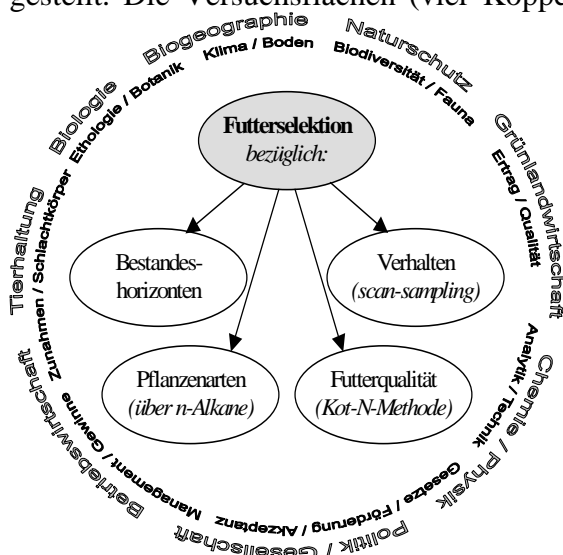 gestellt. Die Versuchsflächen (vier Koppe
Biogeographie
Klima / Boden
Naturschutz
Biodiversität / Fauna
Grünlandwirtschaft
Ertrag / Qualität
Chemie / Physik
Analytik / Technik
Politik / Gesellschaft
Gesetze / Förderung / Akzeptanz
Betriebswirtschaft
Management / Gewinne
Tierhaltung
Zunahmen / Schlachtkörper
Biologie
Ethologie / Botanik
Futterselektion
bezüglich:
Bestandes-
horizonten
Verhalten
(scan-sampling)
Pflanzenarten
(über n-Alkane)
Futterqualität
(Kot-N-Methode)